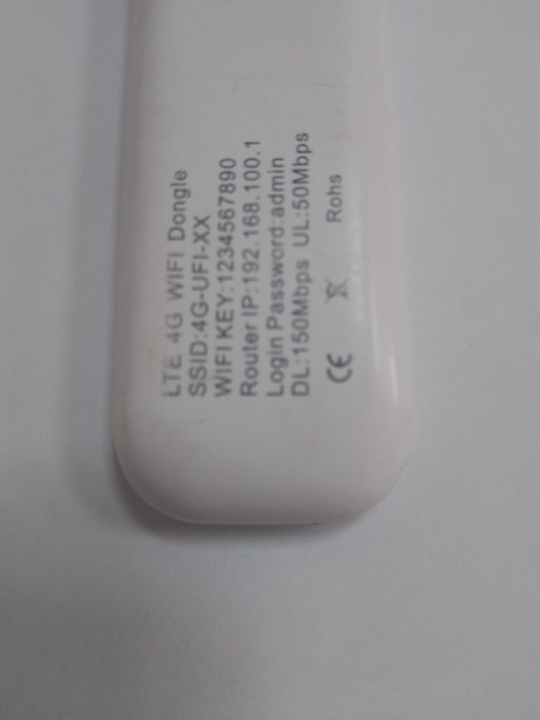 LTE 4G WIFI Dongle
SSID:4G-UFI-XX
WIFI KEY:1234567890
Router IP:192.168.100.1
Login Password:admin
DL:150Mbps UL:50Mbps
CE Rohs